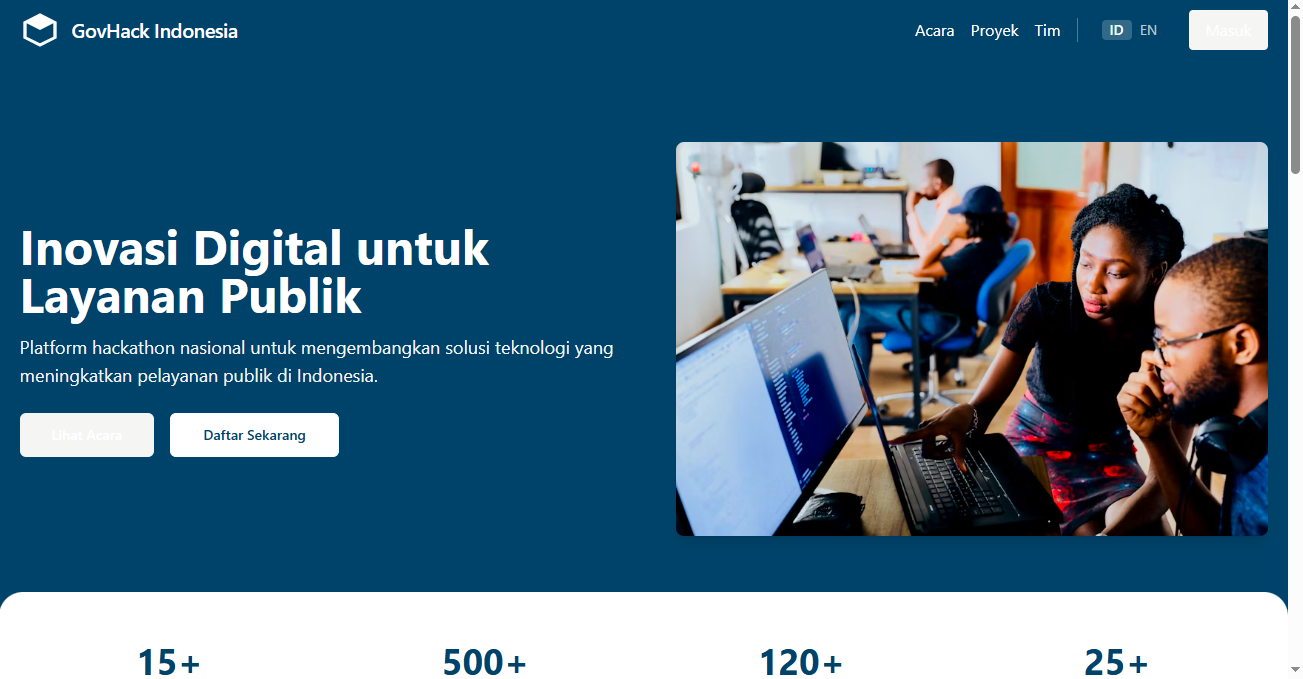 GovHack Indonesia
Acara
Proyek
Tim
ID
EN
Masuk
Inovasi Digital untuk
Layanan Publik
Platform hackathon nasional untuk mengembangkan solusi teknologi yang
meningkatkan pelayanan publik di Indonesia.
Lihat Acara
Daftar Sekarang
15+
500+
120+
25+